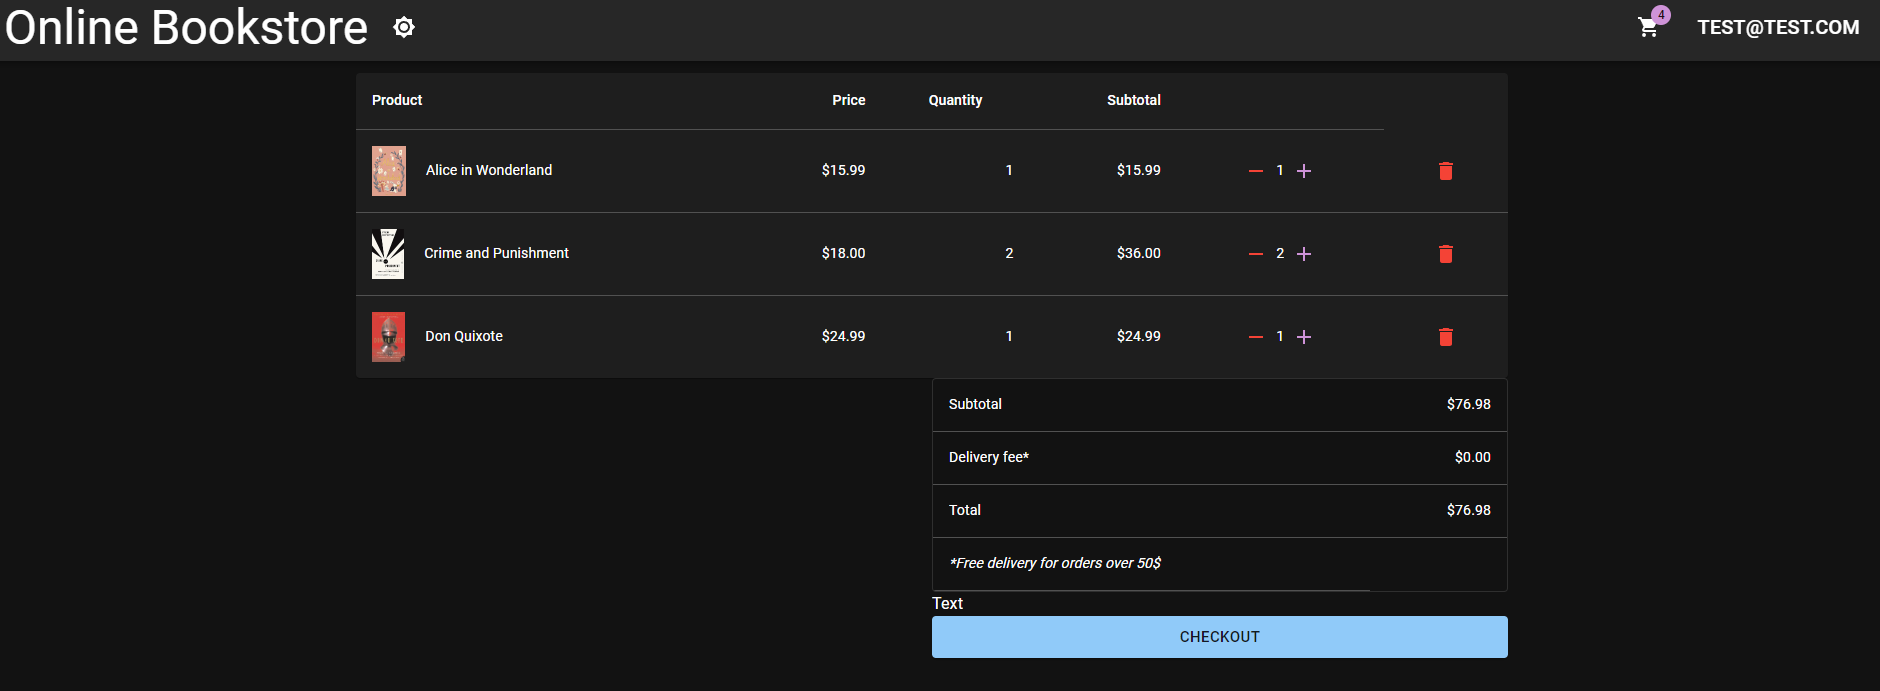 Online Bookstore 4 TEST@TEST.COM
Product Price Quantity Subtotal
Alice in Wonderland $15.99 1 $15.99 1
Crime and Punishment $18.00 2 $36.00 2
Don Quixote $24.99 1 $24.99 1
Subtotal $76.98
Delivery fee* $0.00
Total $76.98
*Free delivery for orders over 50$
Text
CHECKOUT